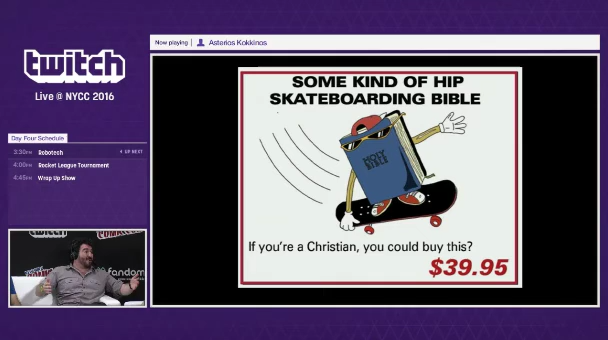 twitch
Live @ NYCC 2016
Now playing
Asterios Kokkinos
Day Four Schedule
3:30PM Robotech UP NEXT
4:00PM Rocket League Tournament
4:45PM Wrap Up Show
SOME KIND OF HIP
SKATEBOARDING BIBLE
HOLY
BIBLE
If you're a Christian, you could buy this?
$39.95
twitch
fandom